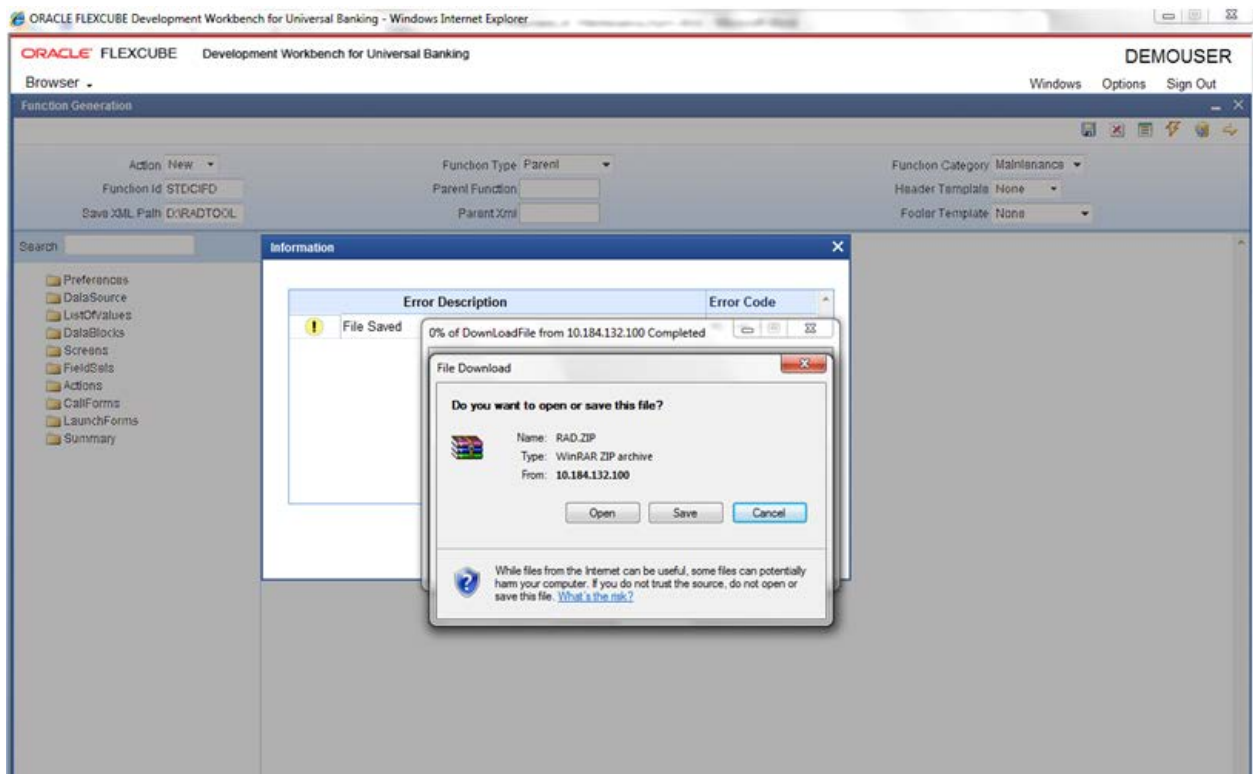 ORACLE FLEXCUBE Development Workbench for Universal Banking - Windows Internet Explorer
ORACLE FLEXCUBE Development Workbench for Universal Banking DEMOUSER
Browser Windows Options Sign Out
Function Generation
Action New Function Type Parent Function Category Maintenance
Function Id STDCIFD Parent Function Header Template None
Save XML Path D:\RADTOOL Parent Xml Footer Template None
Search
Preferences
DataSource
ListOfValues
DataBlocks
Screens
FieldSets
Actions
CallForms
LaunchForms
Summary
Information
Error Description Error Code
File Saved
0% of DownLoadFile from 10.184.132.100 Completed
File Download
Do you want to open or save this file?
Name: RAD.ZIP
Type: WinRAR ZIP archive
From: 10.184.132.100
Open Save Cancel
While files from the Internet can be useful, some files can potentially
harm your computer. If you do not trust the source, do not open or
save this file. What's the risk?